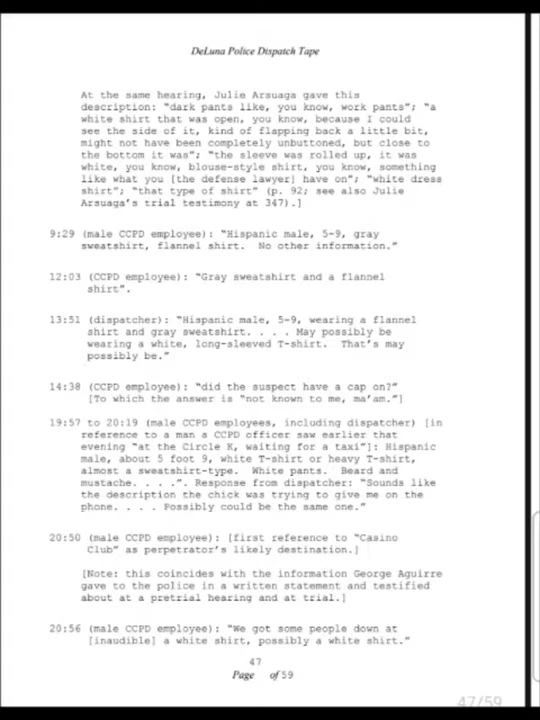 DeLuna Police Dispatch Tape
At the same hearing, Julie Arsuaga gave this
description: “dark pants like, you know, work pants”; “a
white shirt that was open, you know, because I could
see the side of it, kind of flapping back a little bit,
might not have been completely unbuttoned, but close to
the bottom it was”; “the sleeve was rolled up, it was
white, you know, blouse-style shirt, you know, something
like what you [the defense lawyer] have on”; “white dress
shirt”; “that type of shirt” (p. 92; see also Julie
Arsuaga’s trial testimony at 347).]
9:29 (male CCPD employee): “Hispanic male, 5-9, gray
sweatshirt, flannel shirt. No other information.”
12:03 (CCPD employee): “Gray sweatshirt and a flannel
shirt”.
13:51 (dispatcher): “Hispanic male, 5-9, wearing a flannel
shirt and gray sweatshirt. . . . May possibly be
wearing a white, long-sleeved T-shirt. That’s may
possibly be.”
14:38 (CCPD employee): “did the suspect have a cap on?”
[To which the answer is “not known to me, ma’am.”]
19:57 to 20:19 (male CCPD employees, including dispatcher) [in
reference to a man a CCPD officer saw earlier that
evening “at the Circle K, waiting for a taxi”]: Hispanic
male, about 5 foot 9, white T-shirt or heavy T-shirt,
almost a sweatshirt-type. White pants. Beard and
mustache. . . .”. Response from dispatcher: “Sounds like
the description the chick was trying to give me on the
phone. . . . Possibly could be the same one.”
20:50 (male CCPD employee): [first reference to “Casino
Club” as perpetrator’s likely destination.]
[Note: this coincides with the information George Aguirre
gave to the police in a written statement and testified
about at a pretrial hearing and at trial.]
20:56 (male CCPD employee): “We got some people down at
[inaudible] a white shirt, possibly a white shirt.”
47
Page of 59
47/59